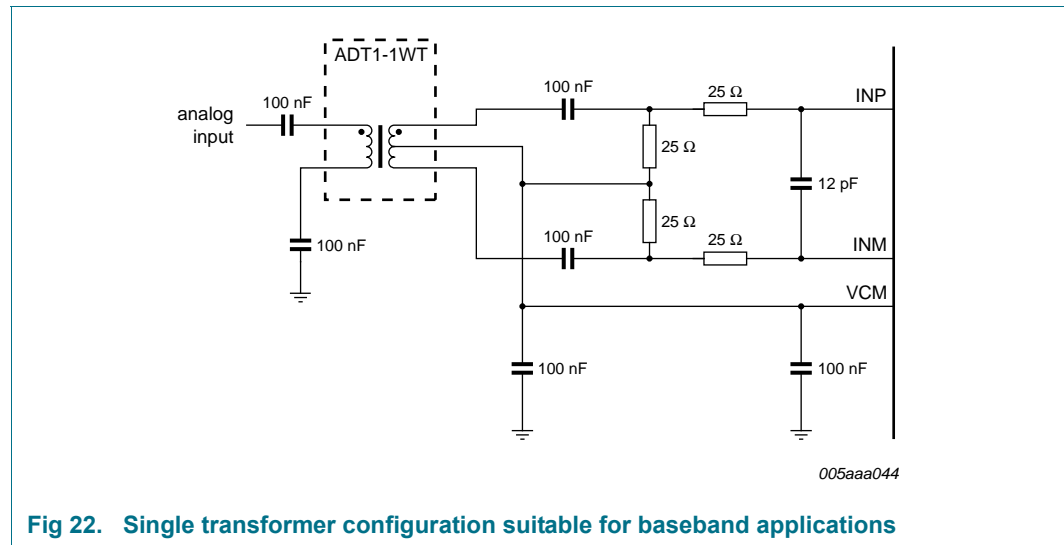 ADT1-1WT
100 nF
analog
input
100 nF
100 nF
25 Ω
INP
25 Ω
12 pF
25 Ω
100 nF
25 Ω
INM
VCM
100 nF
100 nF
005aaa044
Fig 22. Single transformer configuration suitable for baseband applications